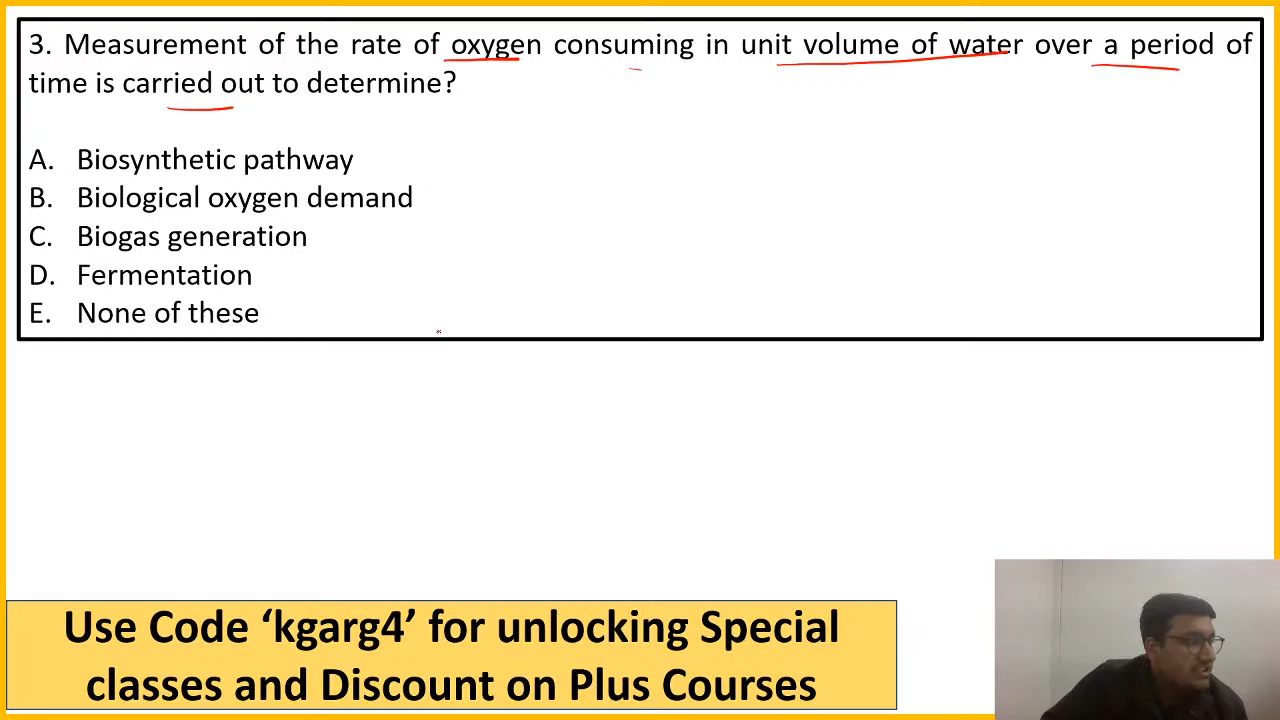 3. Measurement of the rate of oxygen consuming in unit volume of water over a period of
time is carried out to determine?
A. Biosynthetic pathway
B. Biological oxygen demand
C. Biogas generation
D. Fermentation
E. None of these
Use Code ‘kgarg4’ for unlocking Special
classes and Discount on Plus Courses